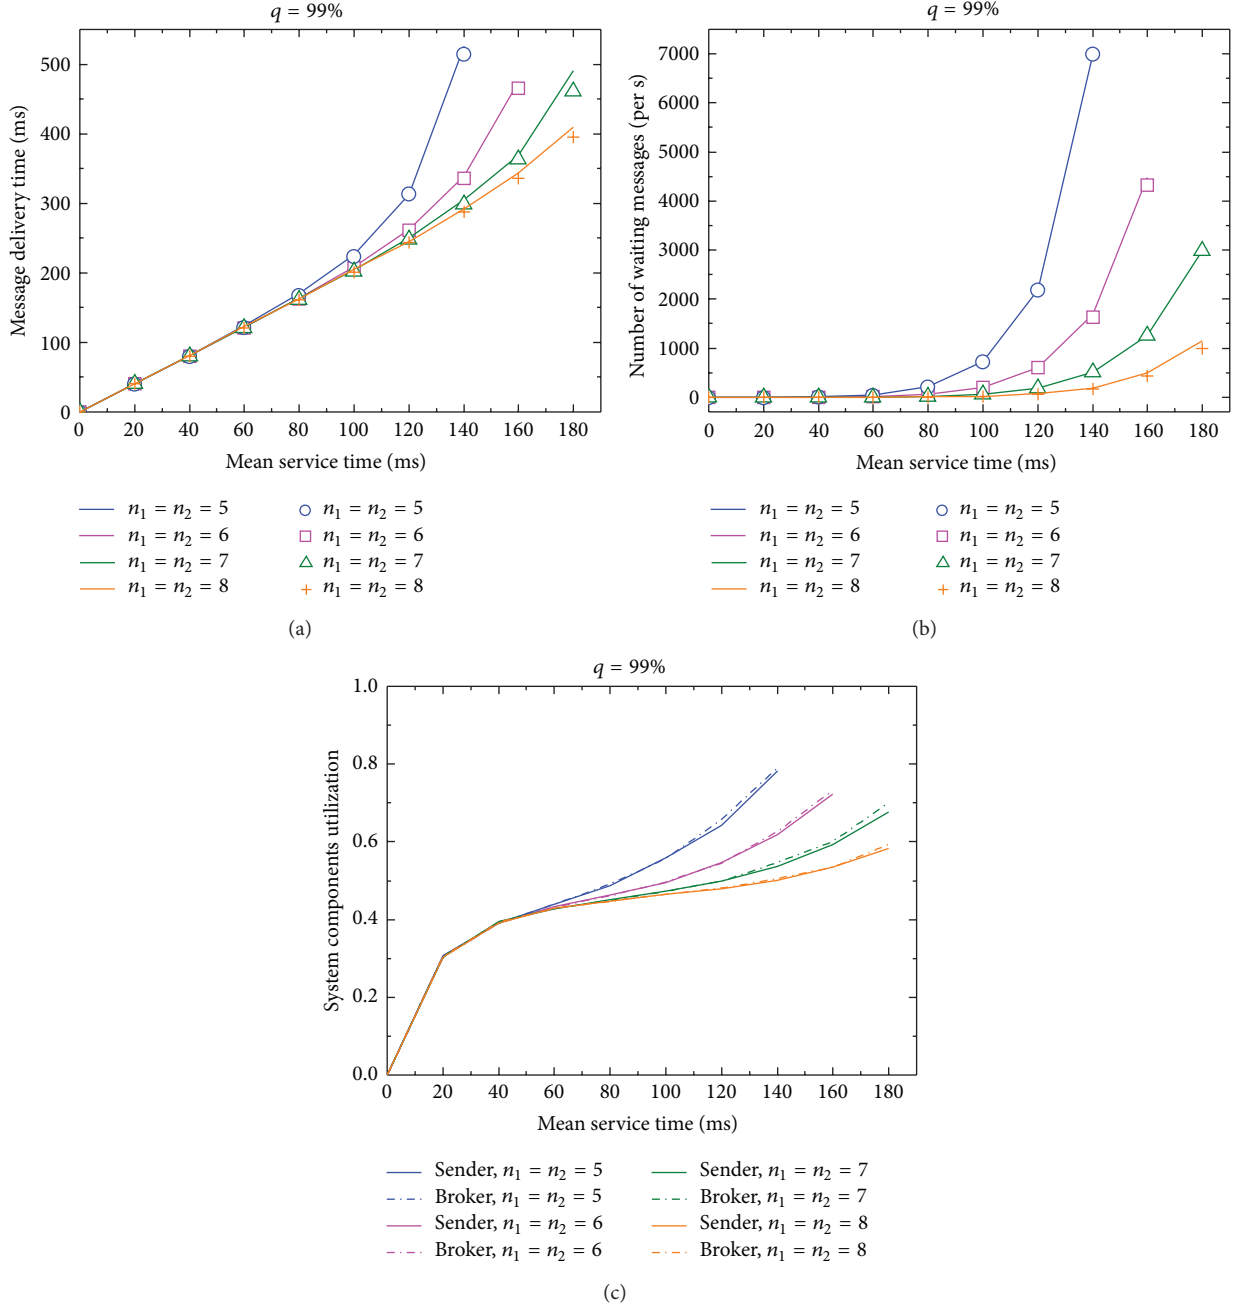 q = 99%
Message delivery time (ms)
500
400
300
200
100
0
0 20 40 60 80 100 120 140 160 180
Mean service time (ms)
n1 = n2 = 5 n1 = n2 = 5
n1 = n2 = 6 n1 = n2 = 6
n1 = n2 = 7 n1 = n2 = 7
n1 = n2 = 8 n1 = n2 = 8
(a)
q = 99%
Number of waiting messages (per s)
7000
6000
5000
4000
3000
2000
1000
0
0 20 40 60 80 100 120 140 160 180
Mean service time (ms)
n1 = n2 = 5 n1 = n2 = 5
n1 = n2 = 6 n1 = n2 = 6
n1 = n2 = 7 n1 = n2 = 7
n1 = n2 = 8 n1 = n2 = 8
(b)
q = 99%
System components utilization
1.0
0.8
0.6
0.4
0.2
0.0
0 20 40 60 80 100 120 140 160 180
Mean service time (ms)
Sender, n1 = n2 = 5 Sender, n1 = n2 = 7
Broker, n1 = n2 = 5 Broker, n1 = n2 = 7
Sender, n1 = n2 = 6 Sender, n1 = n2 = 8
Broker, n1 = n2 = 6 Broker, n1 = n2 = 8
(c)